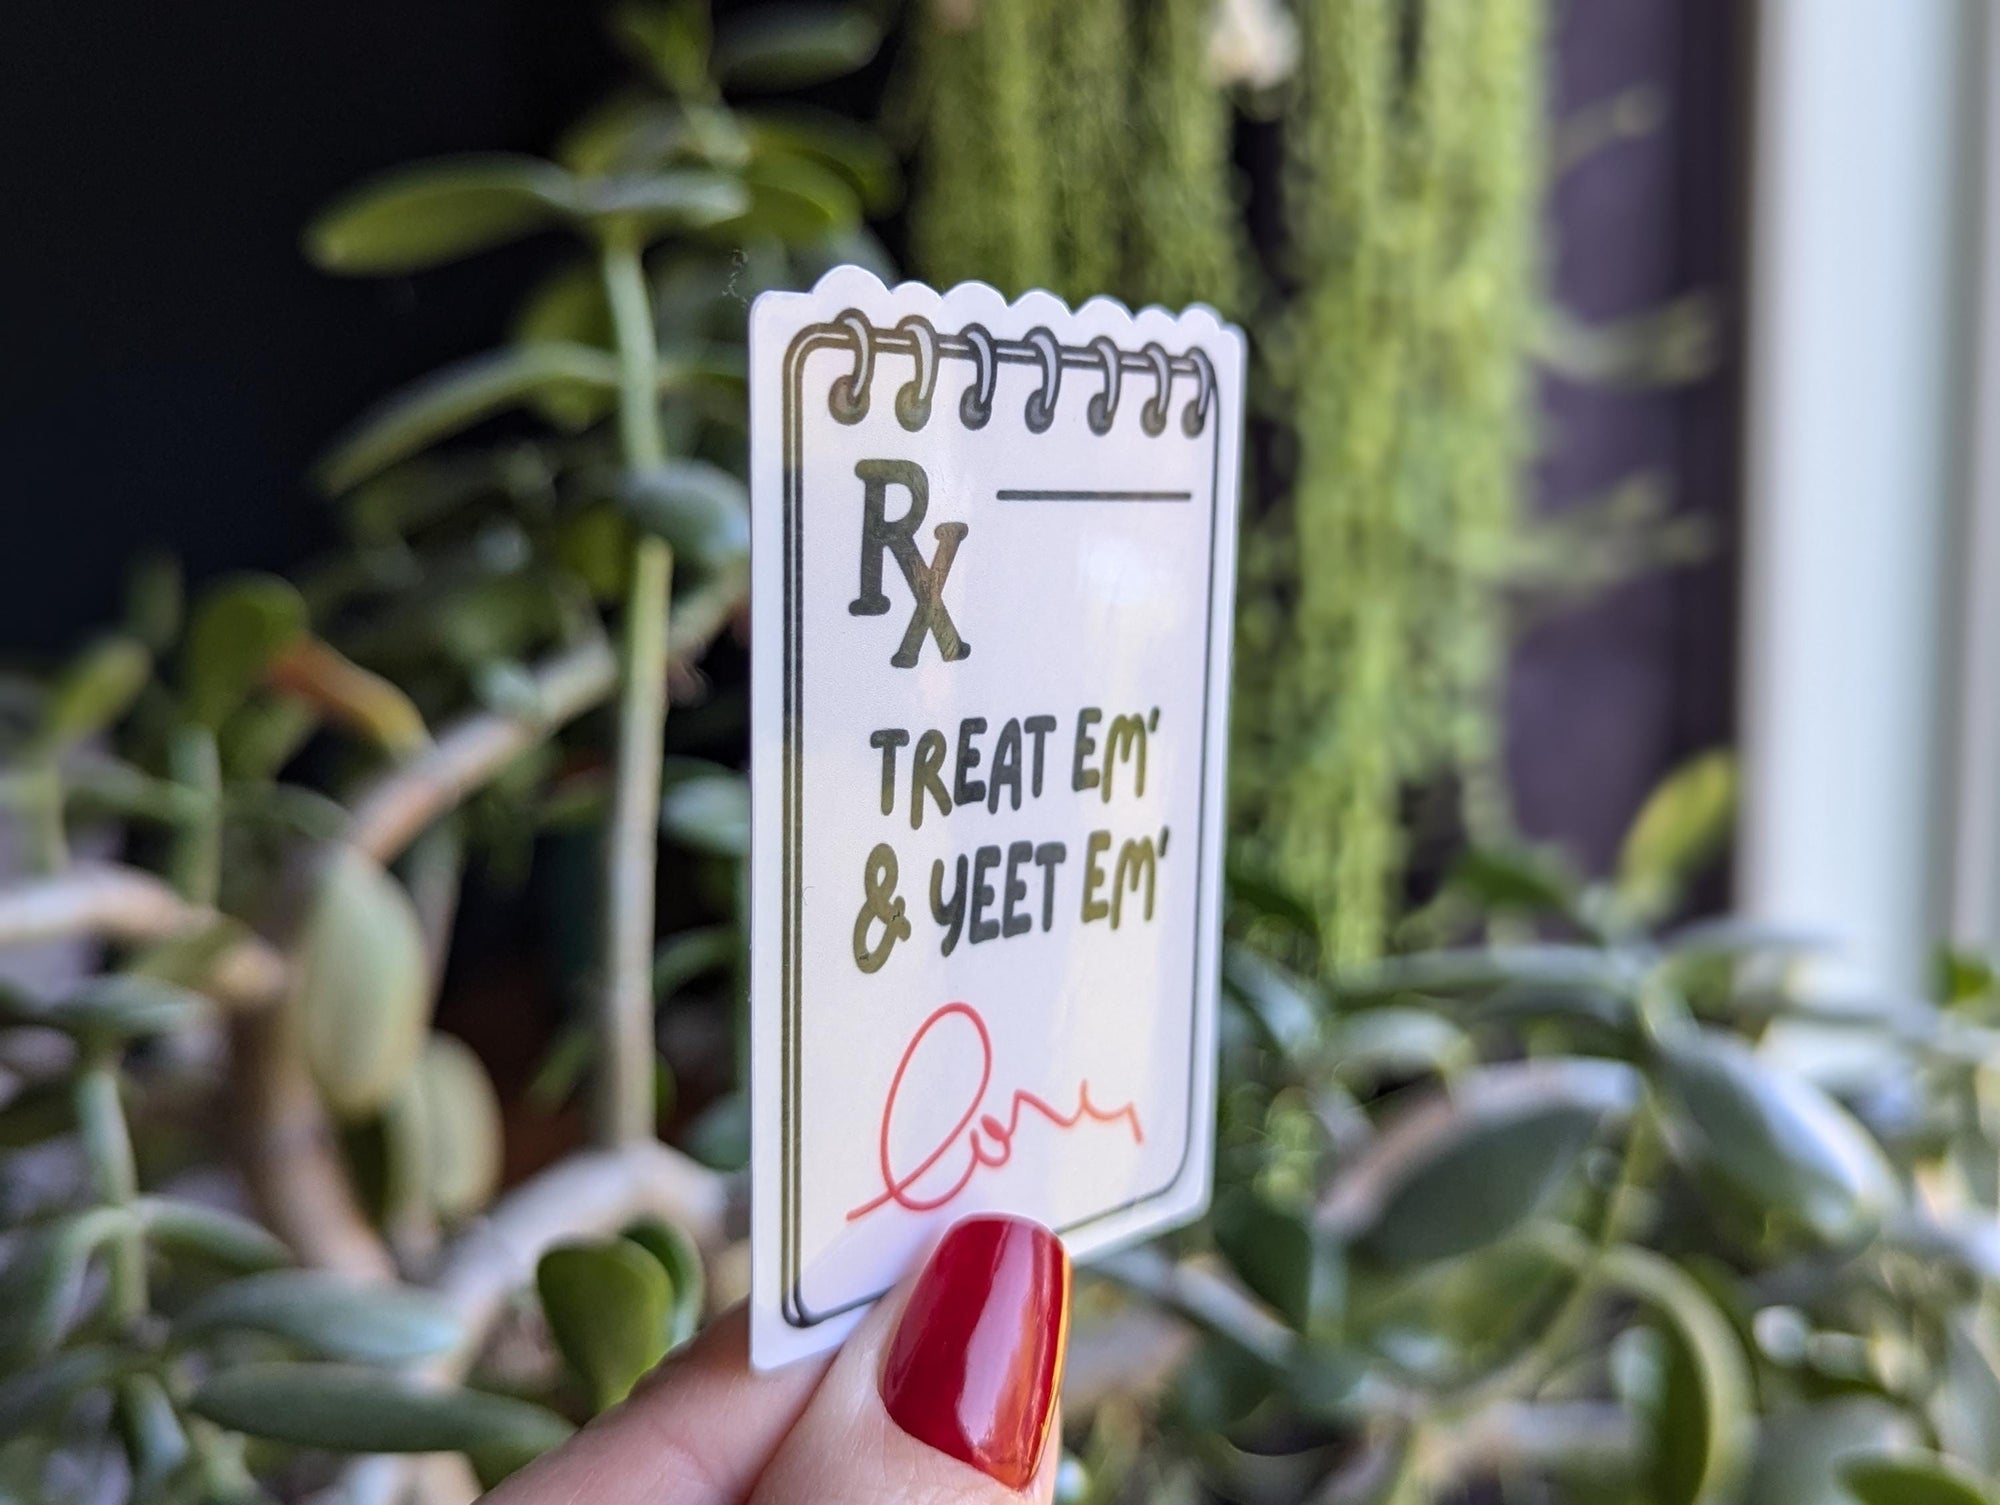 Rx
TREAT EM'
& YEET EM'